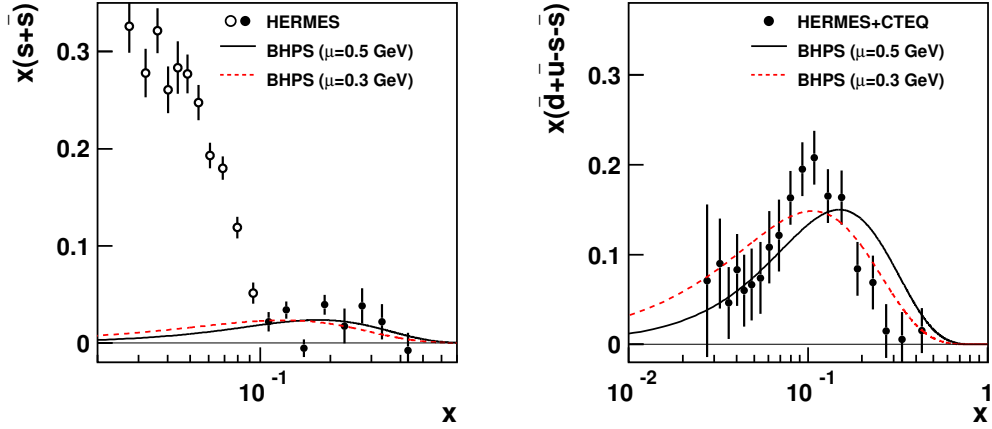 x(s+s̄)
HERMES
BHPS (μ=0.5 GeV)
BHPS (μ=0.3 GeV)
0.3
0.2
0.1
0
10⁻¹
x
x(d̄+ū-s-s̄)
HERMES+CTEQ
BHPS (μ=0.5 GeV)
BHPS (μ=0.3 GeV)
0.3
0.2
0.1
0
10⁻² 10⁻¹ 1
x